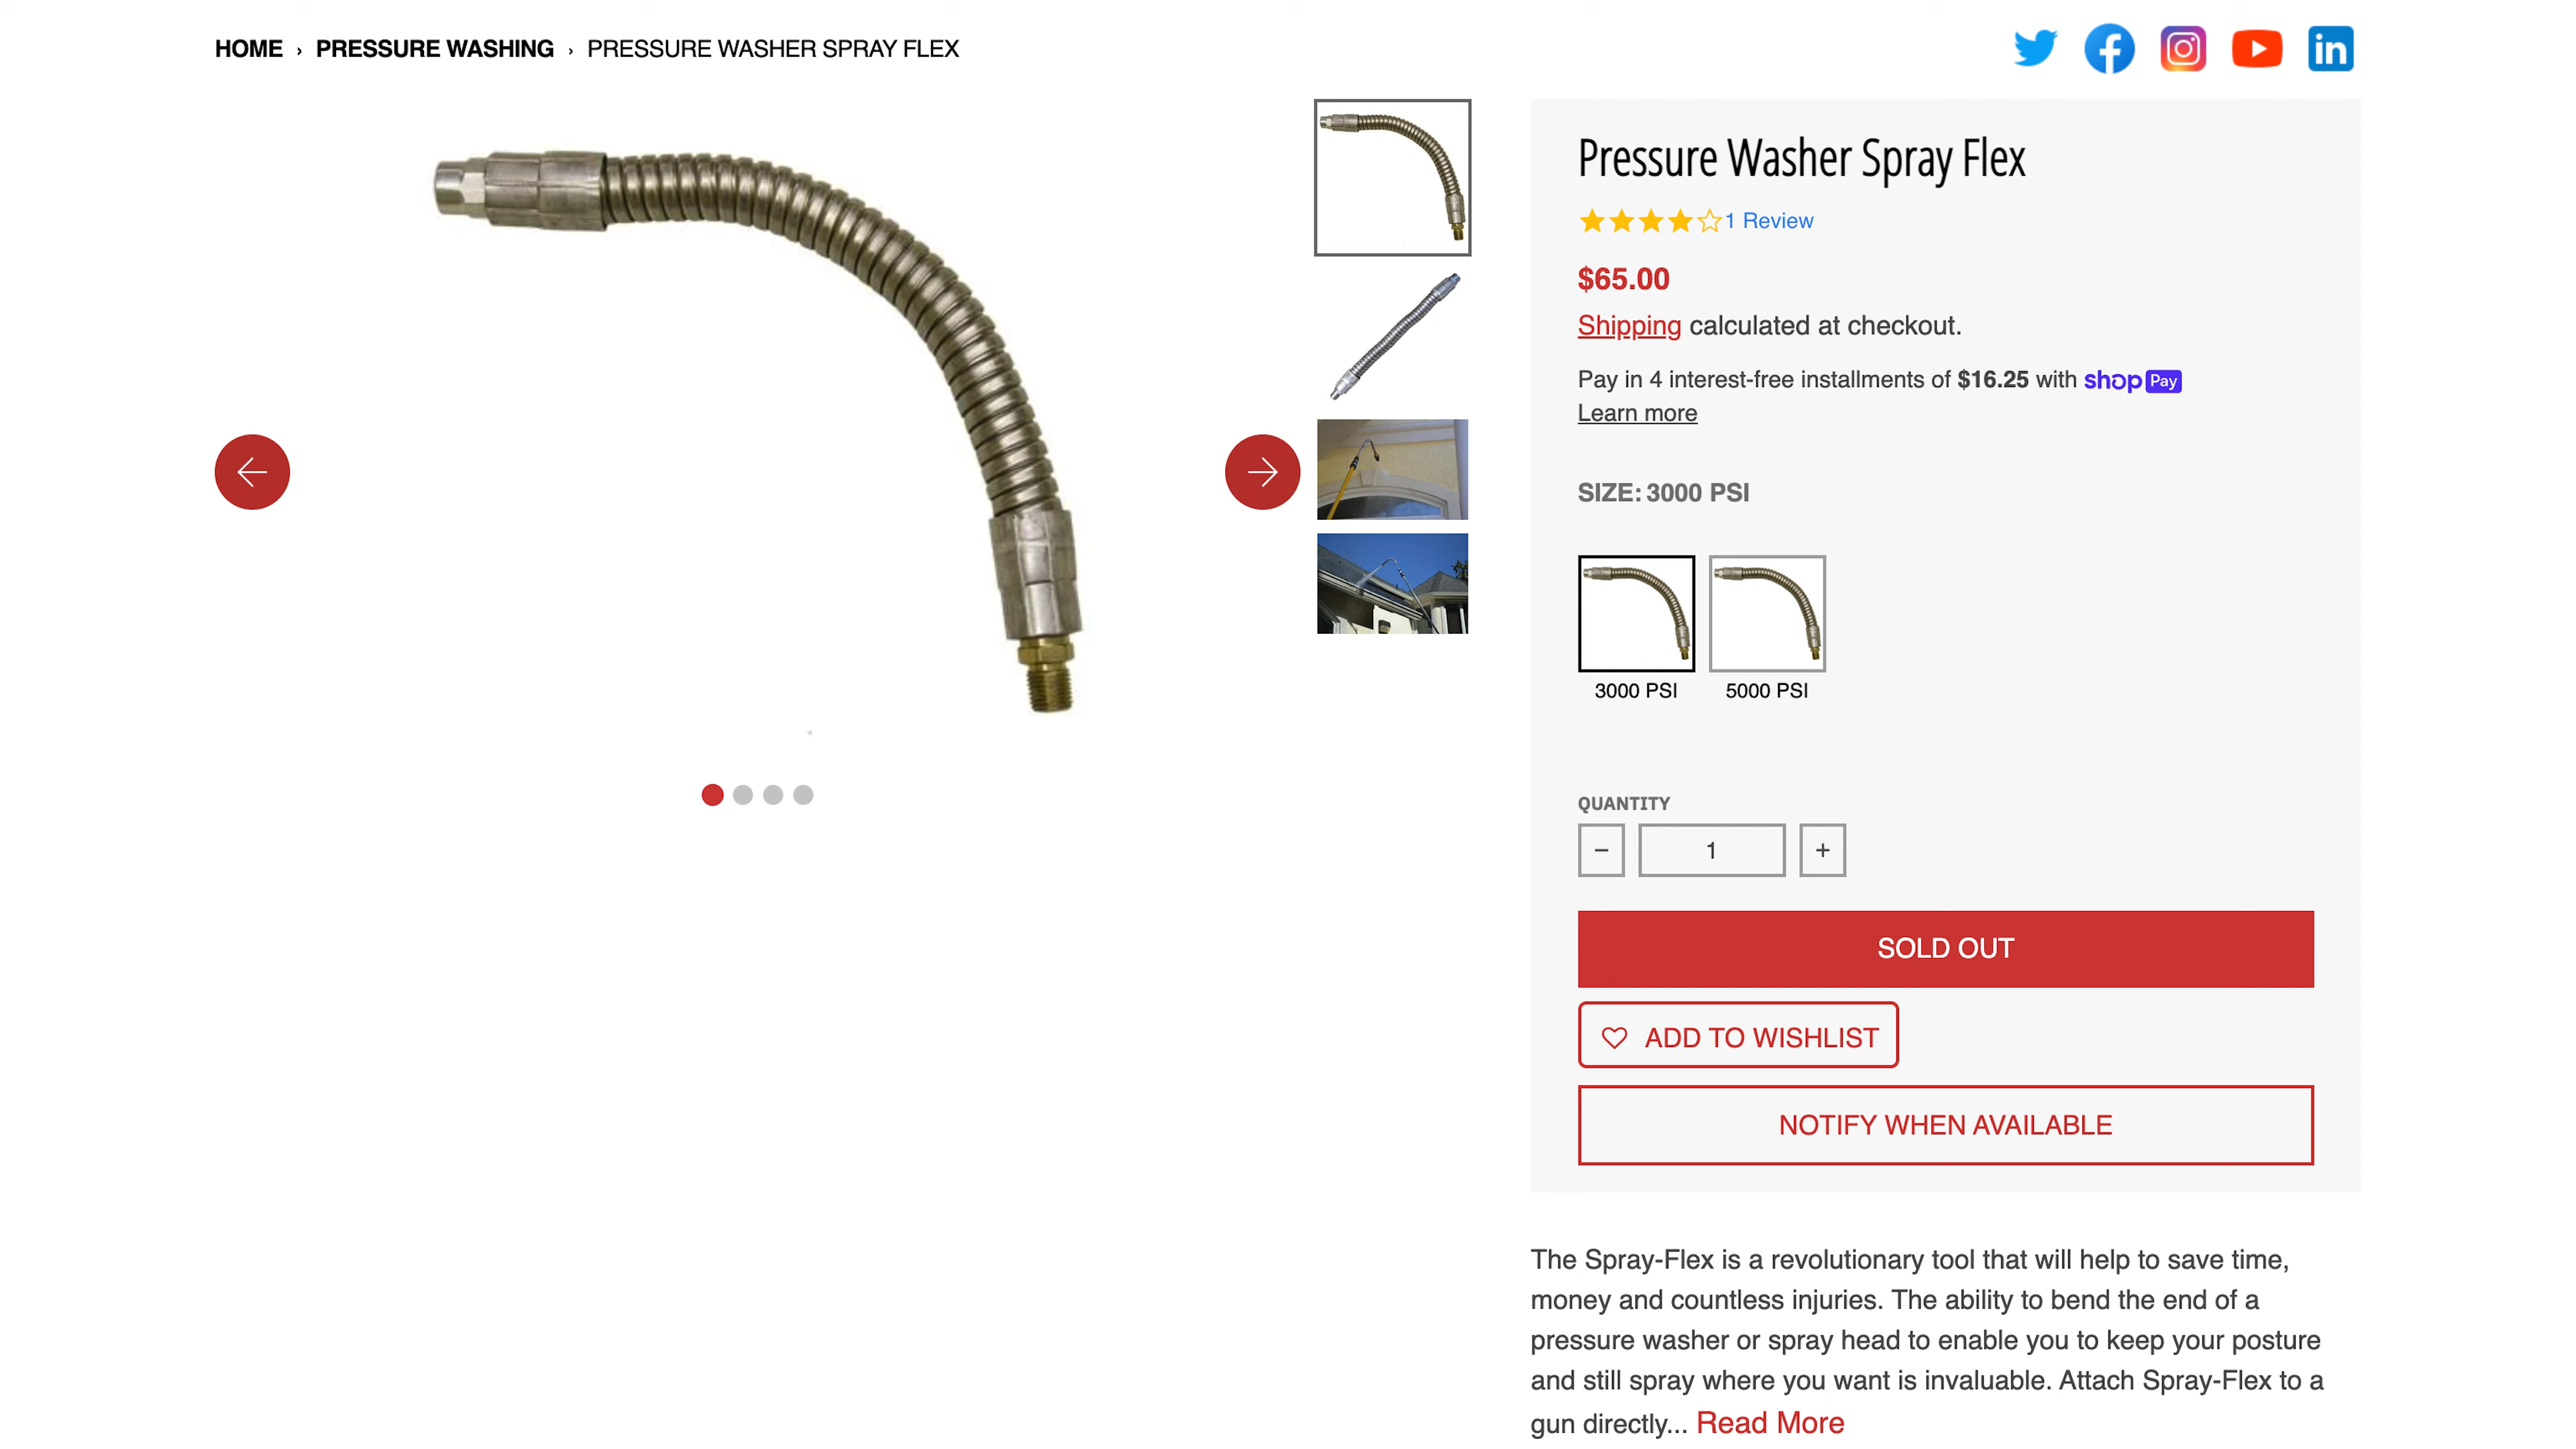 HOME › PRESSURE WASHING › PRESSURE WASHER SPRAY FLEX
Pressure Washer Spray Flex
1 Review
$65.00
Shipping calculated at checkout.
Pay in 4 interest-free installments of $16.25 with shop Pay
Learn more
SIZE: 3000 PSI
3000 PSI 5000 PSI
QUANTITY
− 1 +
SOLD OUT
ADD TO WISHLIST
NOTIFY WHEN AVAILABLE
The Spray-Flex is a revolutionary tool that will help to save time,
money and countless injuries. The ability to bend the end of a
pressure washer or spray head to enable you to keep your posture
and still spray where you want is invaluable. Attach Spray-Flex to a
gun directly... Read More